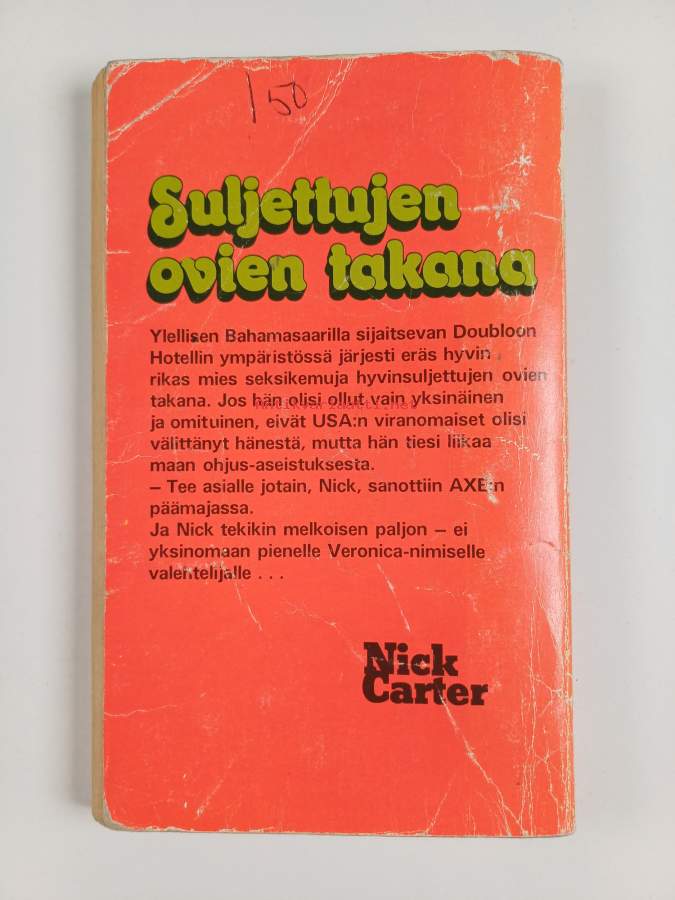 150
Suljettujen
ovien takana
Ylellisen Bahamasaarilla sijaitsevan Doubloon
Hotellin ympäristössä järjesti eräs hyvin
rikas mies seksikemuja hyvinsuljettujen ovien
takana. Jos hän olisi ollut vain yksinäinen
antikvariaatti.net
ja omituinen, eivät USA:n viranomaiset olisi
välittänyt hänestä, mutta hän tiesi liikaa
maan ohjus-aseistuksesta.
– Tee asialle jotain, Nick, sanottiin AXE:n
päämajassa.
Ja Nick tekikin melkoisen paljon – ei
yksinomaan pienelle Veronica-nimiselle
valehtelijalle . . .
Nick
Carter